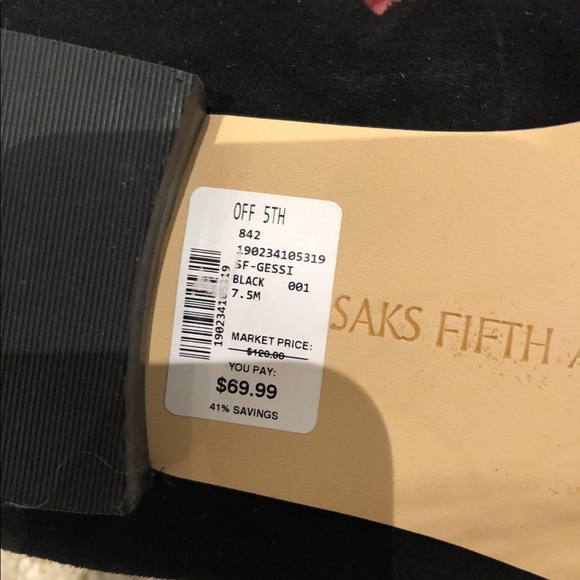 OFF 5TH
842
190234105319
SF-GESSI
BLACK 001
7.5M
190234105319
MARKET PRICE:
$120.00
YOU PAY:
$69.99
41% SAVINGS
SAKS FIFTH A